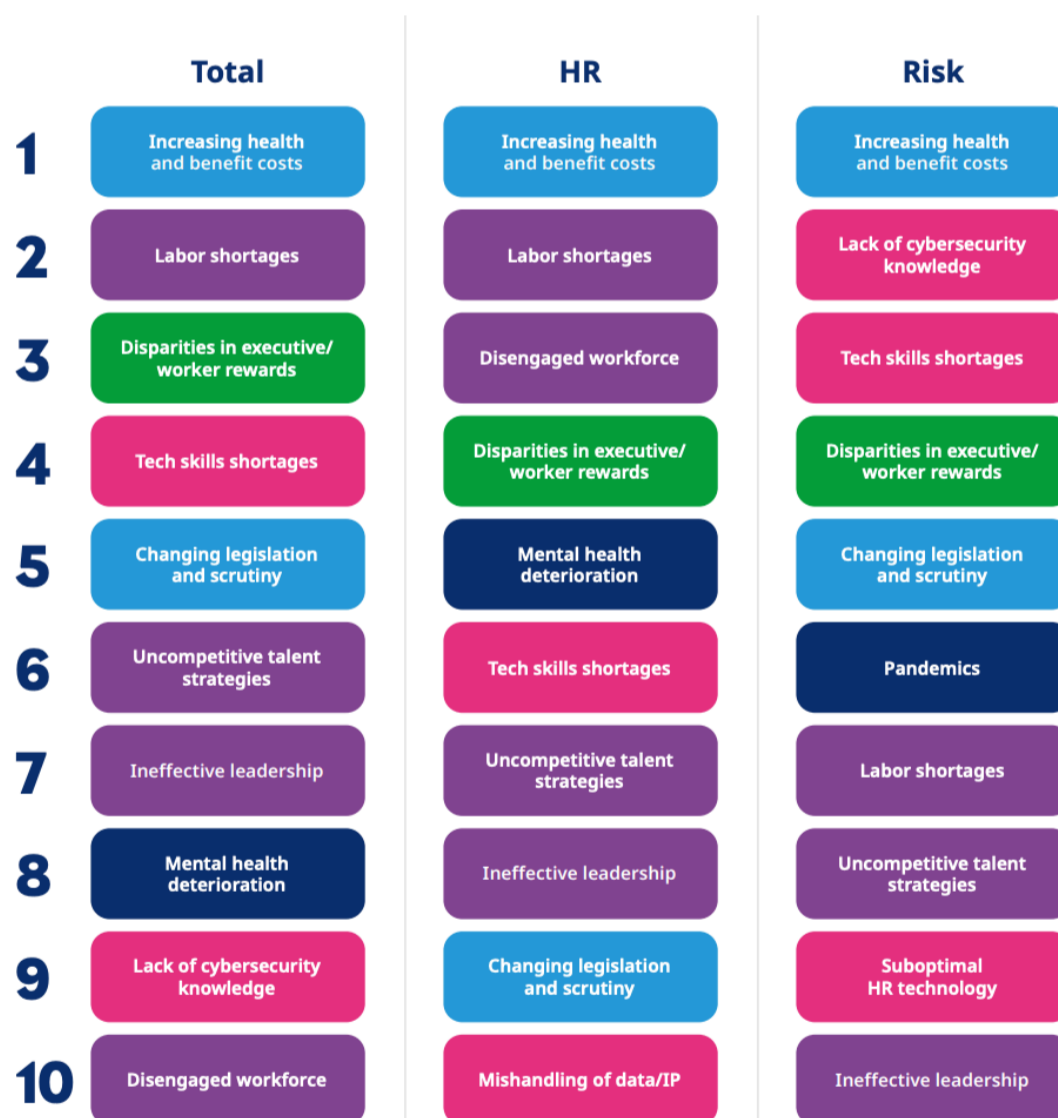 Total
HR
Risk
1
Increasing health
and benefit costs
Increasing health
and benefit costs
Increasing health
and benefit costs
2
Labor shortages
Labor shortages
Lack of cybersecurity
knowledge
3
Disparities in executive/
worker rewards
Disengaged workforce
Tech skills shortages
4
Tech skills shortages
Disparities in executive/
worker rewards
Disparities in executive/
worker rewards
5
Changing legislation
and scrutiny
Mental health
deterioration
Changing legislation
and scrutiny
6
Uncompetitive talent
strategies
Tech skills shortages
Pandemics
7
Ineffective leadership
Uncompetitive talent
strategies
Labor shortages
8
Mental health
deterioration
Ineffective leadership
Uncompetitive talent
strategies
9
Lack of cybersecurity
knowledge
Changing legislation
and scrutiny
Suboptimal
HR technology
10
Disengaged workforce
Mishandling of data/IP
Ineffective leadership